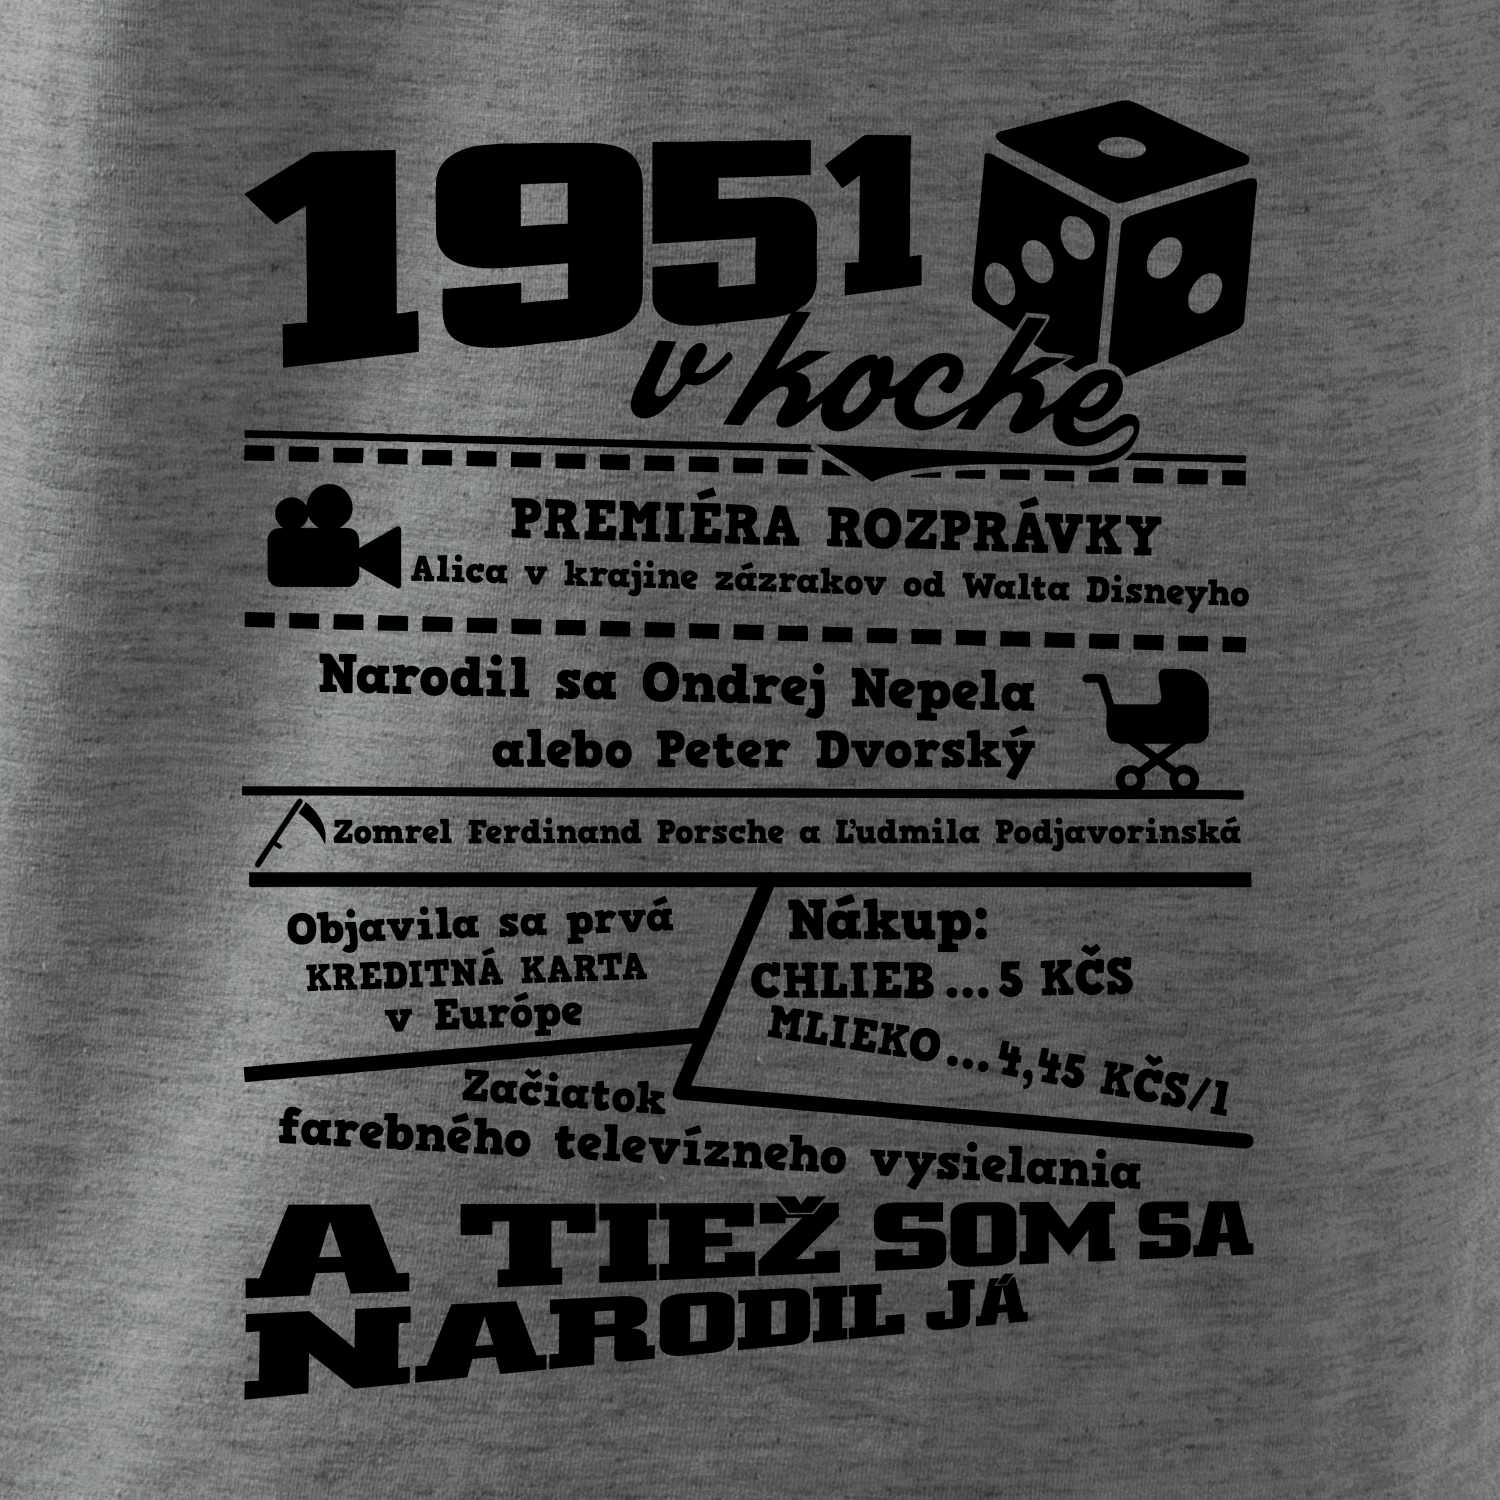 1951
v kocke
PREMIÉRA ROZPRÁVKY
Alica v krajine zázrakov od Walta Disneyho
Narodil sa Ondrej Nepela
alebo Peter Dvorský
Zomrel Ferdinand Porsche a Ľudmila Podjavorinská
Objavila sa prvá
KREDITNÁ KARTA
v Európe
Nákup:
CHLIEB...5 KČS
MLIEKO...4,45 KČS/l
Začiatok
farebného televízneho vysielania
A TIEŽ SOM SA
NARODIL JÁ